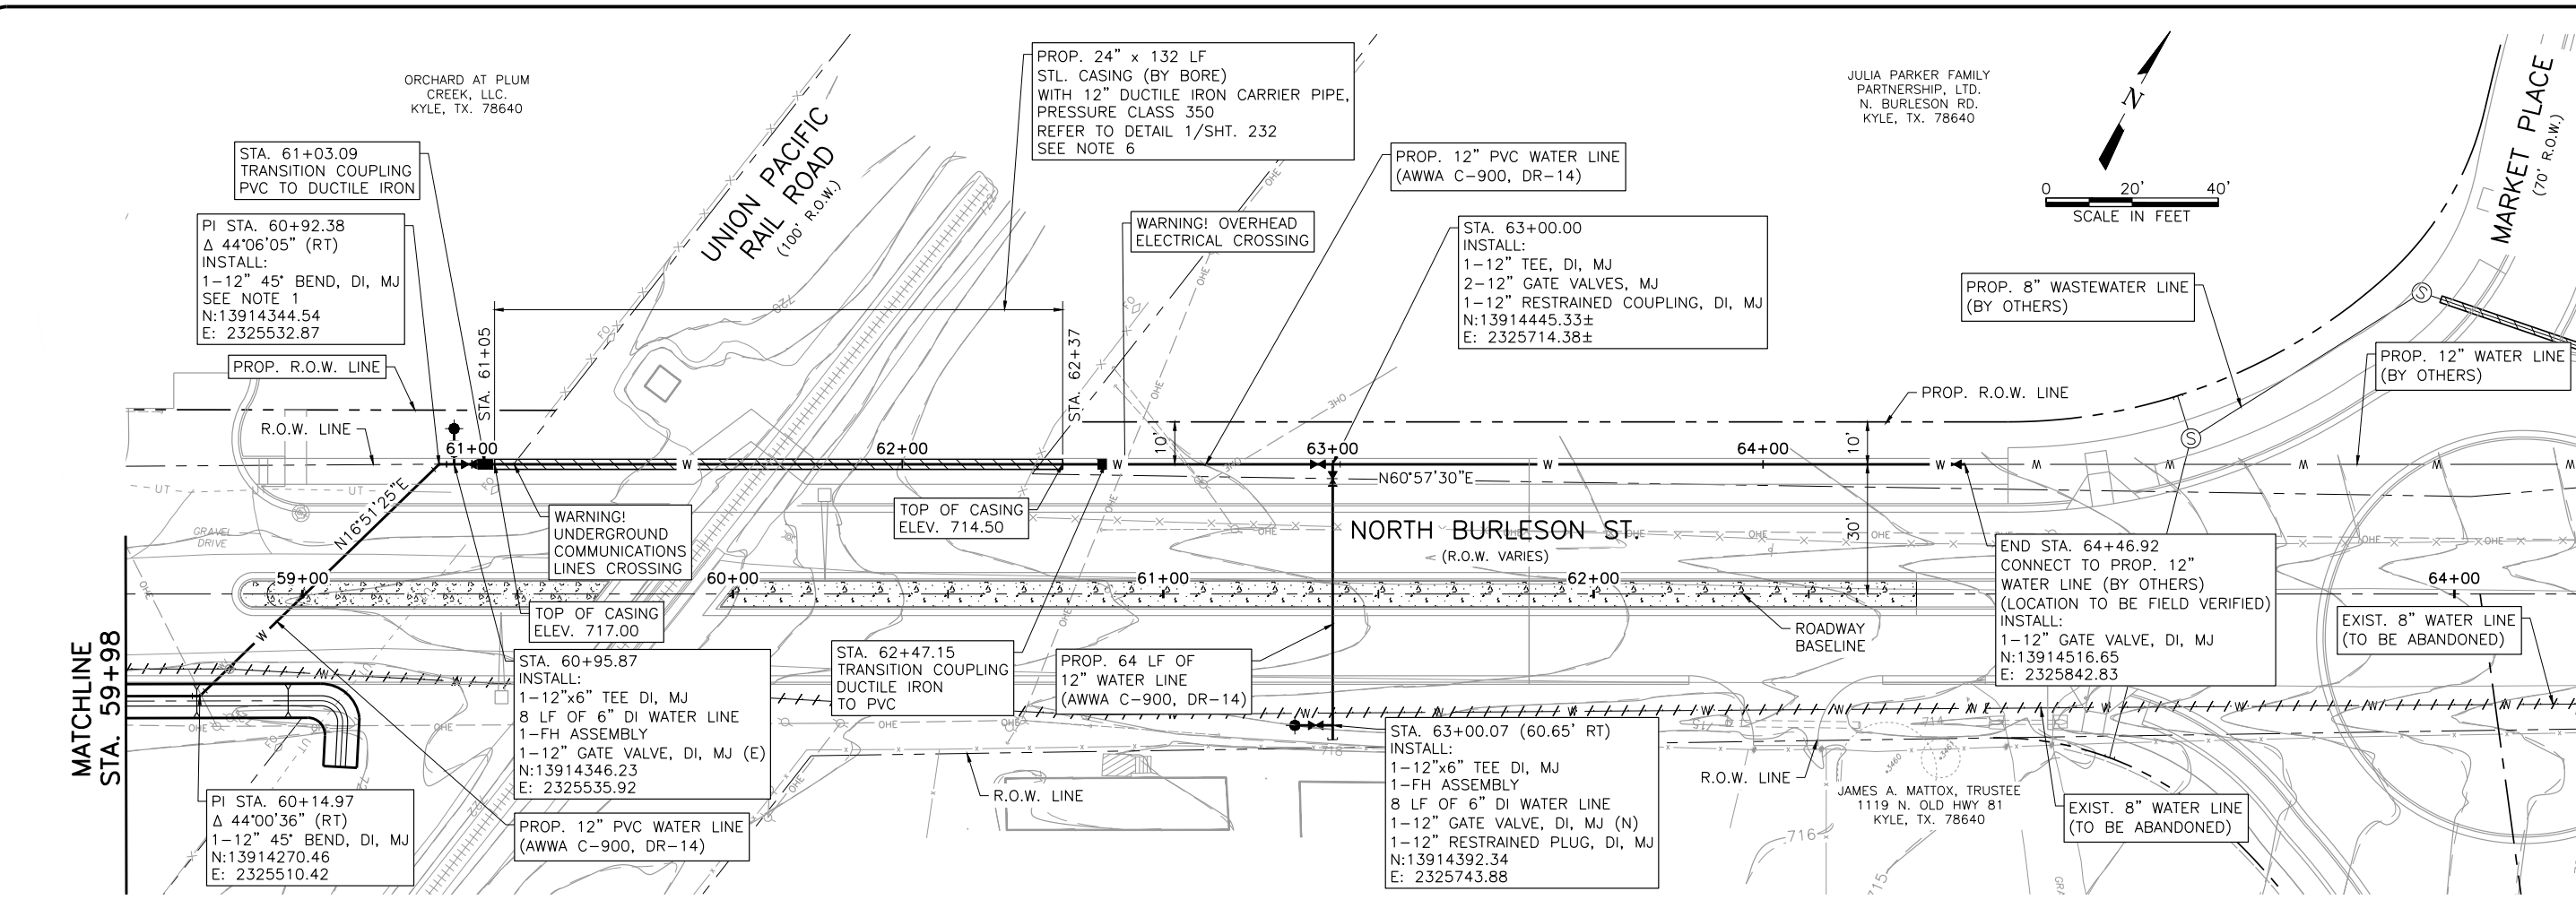 ORCHARD AT PLUM
CREEK, LLC.
KYLE, TX. 78640
STA. 61+03.09
TRANSITION COUPLING
PVC TO DUCTILE IRON
PI STA. 60+92.38
Δ 44°06'05" (RT)
INSTALL:
1-12" 45° BEND, DI, MJ
SEE NOTE 1
N:13914344.54
E: 2325532.87
PROP. R.O.W. LINE
R.O.W. LINE
UNION PACIFIC
RAIL ROAD
(100' R.O.W.)
PROP. 24" x 132 LF
STL. CASING (BY BORE)
WITH 12" DUCTILE IRON CARRIER PIPE,
PRESSURE CLASS 350
REFER TO DETAIL 1/SHT. 232
SEE NOTE 6
WARNING! OVERHEAD
ELECTRICAL CROSSING
PROP. 12" PVC WATER LINE
(AWWA C-900, DR-14)
STA. 63+00.00
INSTALL:
1-12" TEE, DI, MJ
2-12" GATE VALVES, MJ
1-12" RESTRAINED COUPLING, DI, MJ
N:13914445.33±
E: 2325714.38±
JULIA PARKER FAMILY
PARTNERSHIP, LTD.
N. BURLESON RD.
KYLE, TX. 78640
N
0 20' 40'
SCALE IN FEET
MARKET PLACE
(70' R.O.W.)
PROP. 8" WASTEWATER LINE
(BY OTHERS)
PROP. 12" WATER LINE
(BY OTHERS)
PROP. R.O.W. LINE
STA. 61+05
STA. 62+37
722
720
FO
FO
FO
OHE
OHE
OHE
OHE
10'
10'
30'
S
S
61+00
62+00
63+00
64+00
W
W
W
W
W
W
W
W
W
N60°57'30"E
N16°51'25"E
UT
UT
GRAVEL
DRIVE
WARNING!
UNDERGROUND
COMMUNICATIONS
LINES CROSSING
TOP OF CASING
ELEV. 714.50
NORTH BURLESON ST.
(R.O.W. VARIES)
59+00
60+00
61+00
62+00
64+00
TOP OF CASING
ELEV. 717.00
END STA. 64+46.92
CONNECT TO PROP. 12"
WATER LINE (BY OTHERS)
(LOCATION TO BE FIELD VERIFIED)
INSTALL:
1-12" GATE VALVE, DI, MJ
N:13914516.65
E: 2325842.83
EXIST. 8" WATER LINE
(TO BE ABANDONED)
ROADWAY
BASELINE
MATCHLINE
STA. 59+98
STA. 60+95.87
INSTALL:
1-12"x6" TEE DI, MJ
8 LF OF 6" DI WATER LINE
1-FH ASSEMBLY
1-12" GATE VALVE, DI, MJ (E)
N:13914346.23
E: 2325535.92
STA. 62+47.15
TRANSITION COUPLING
DUCTILE IRON
TO PVC
PROP. 64 LF OF
12" WATER LINE
(AWWA C-900, DR-14)
STA. 63+00.07 (60.65' RT)
INSTALL:
1-12"x6" TEE DI, MJ
1-FH ASSEMBLY
8 LF OF 6" DI WATER LINE
1-12" GATE VALVE, DI, MJ (N)
1-12" RESTRAINED PLUG, DI, MJ
N:13914392.34
E: 2325743.88
PI STA. 60+14.97
Δ 44°00'36" (RT)
1-12" 45° BEND, DI, MJ
N:13914270.46
E: 2325510.42
PROP. 12" PVC WATER LINE
(AWWA C-900, DR-14)
R.O.W. LINE
R.O.W. LINE
JAMES A. MATTOX, TRUSTEE
1119 N. OLD HWY 81
KYLE, TX. 78640
EXIST. 8" WATER LINE
(TO BE ABANDONED)
722
716
714
715
716
715